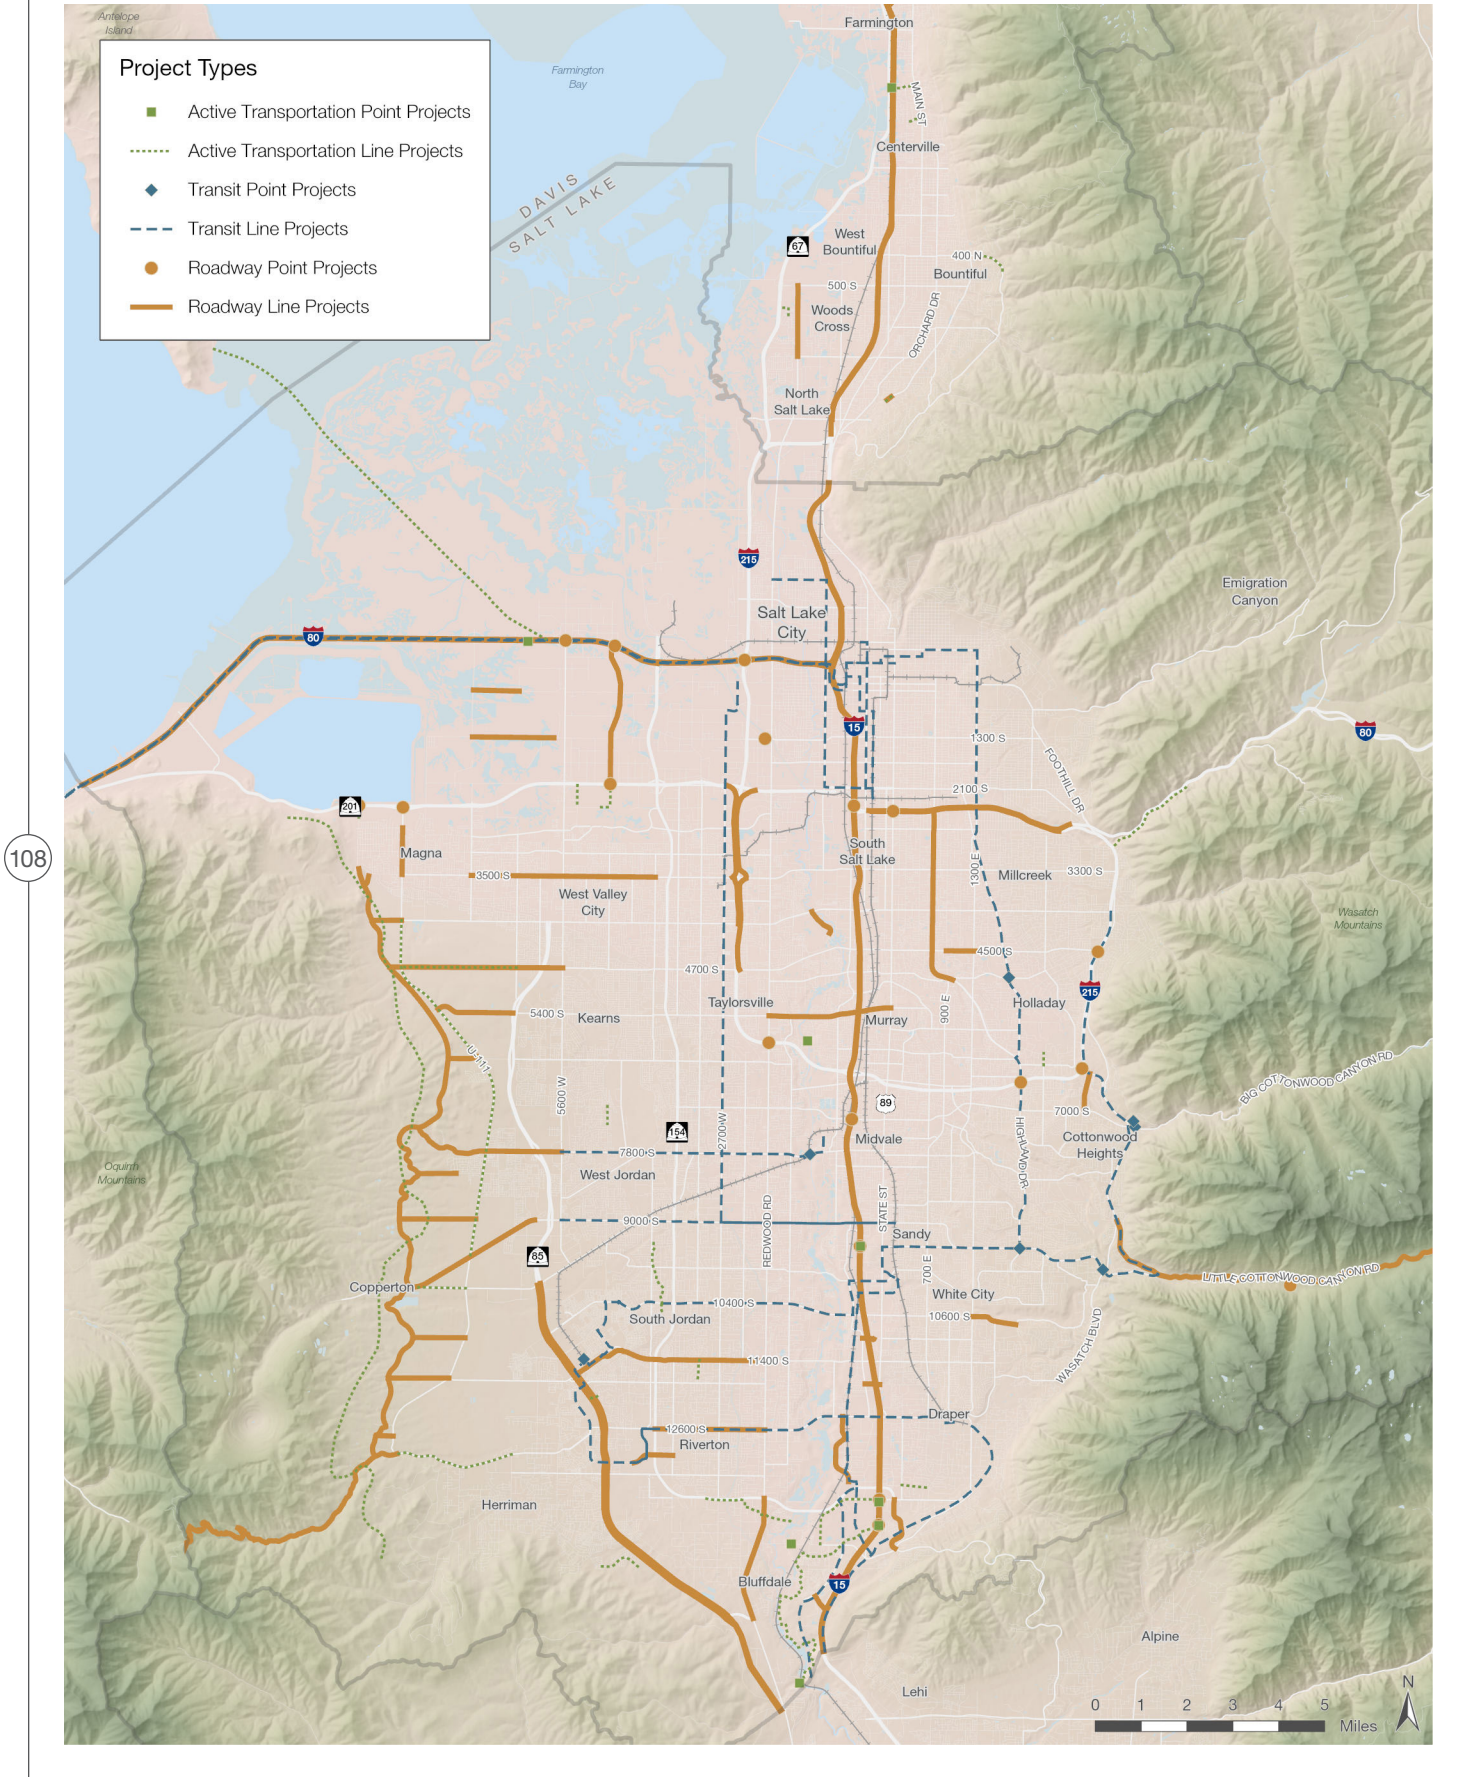 Antelope
Island
Farmington
Project Types
Farmington
Bay
Active Transportation Point Projects
MAIN ST
Active Transportation Line Projects
Centerville
Transit Point Projects
DAVIS
SALT LAKE
Transit Line Projects
67
West
Bountiful
400 N
Bountiful
Roadway Point Projects
500 S
Roadway Line Projects
Woods
Cross
ORCHARD DR
North
Salt Lake
215
Emigration
Canyon
Salt Lake
City
80
15
1300 S
80
FOOTHILL DR
2100 S
201
108
Magna
South
Salt Lake
1300 E
Millcreek
3300 S
3500 S
West Valley
City
Wasatch
Mountains
4500 S
4700 S
215
Taylorsville
900 E
Holladay
5400 S
Kearns
Murray
U-111
5600 W
BIG COTTONWOOD CANYON RD
89
7000 S
154
2700 W
Midvale
HIGHLAND DR
Cottonwood
Heights
7800 S
Oquirrh
Mountains
West Jordan
9000 S
REDWOOD RD
STATE ST
Sandy
85
700 E
LITTLE COTTONWOOD CANYON RD
Copperton
White City
10400 S
South Jordan
10600 S
WASATCH BLVD
11400 S
Draper
12600 S
Riverton
Herriman
Bluffdale
15
Alpine
Lehi
N
0 1 2 3 4 5
Miles